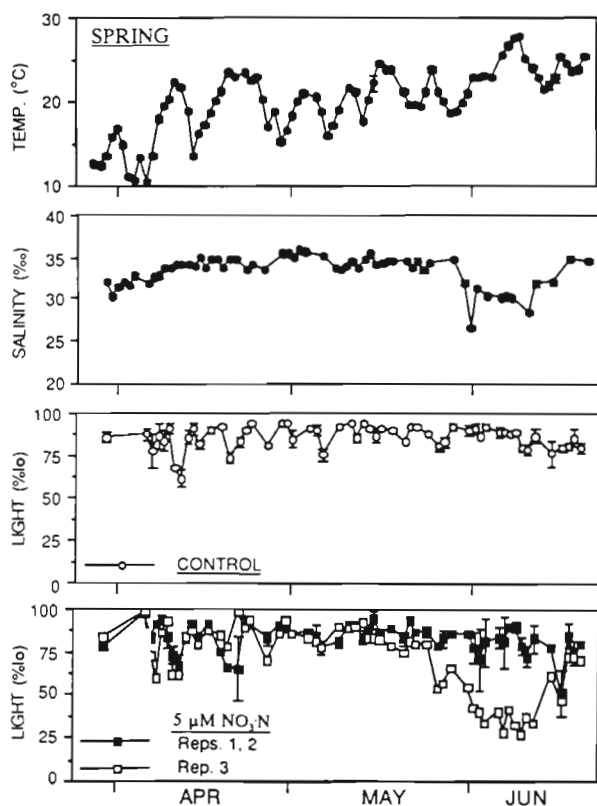 SPRING
TEMP. (°C)
30
20
10
SALINITY (‰)
40
35
30
25
20
LIGHT (%Io)
100
75
50
25
0
CONTROL
LIGHT (%Io)
100
75
50
25
0
5 µM NO3·N
Reps. 1, 2
Rep. 3
APR MAY JUN